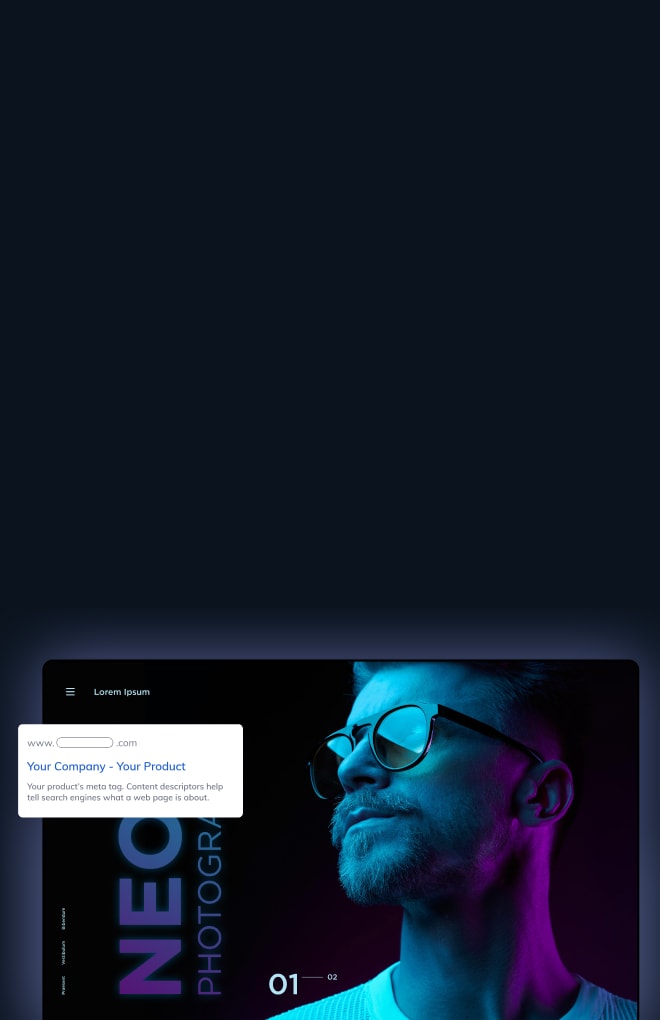 Lorem Ipsum
www. .com
Your Company - Your Product
Your product's meta tag. Content descriptors help
tell search engines what a web page is about.
NEO
PHOTOGRA
Praesent
Vestibulum
Bibendum
01
02